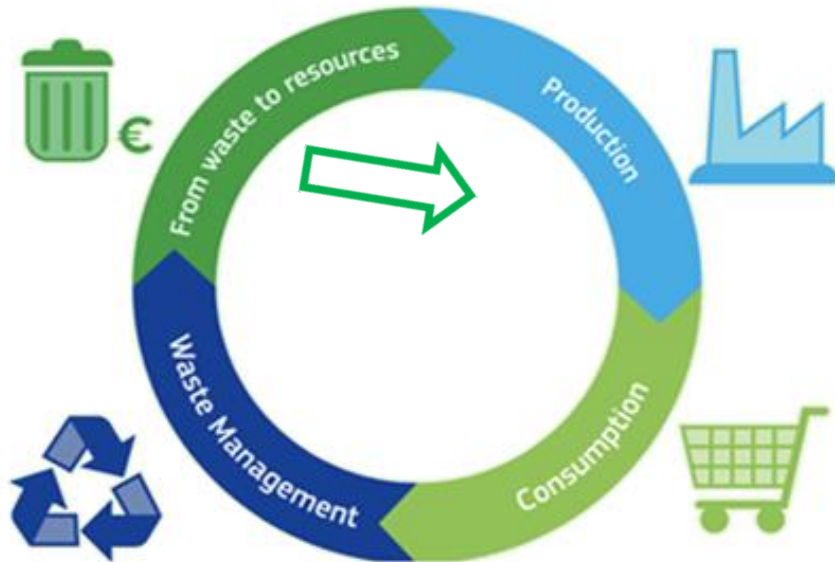 From waste to resources
Production
€
Consumption
Waste Management